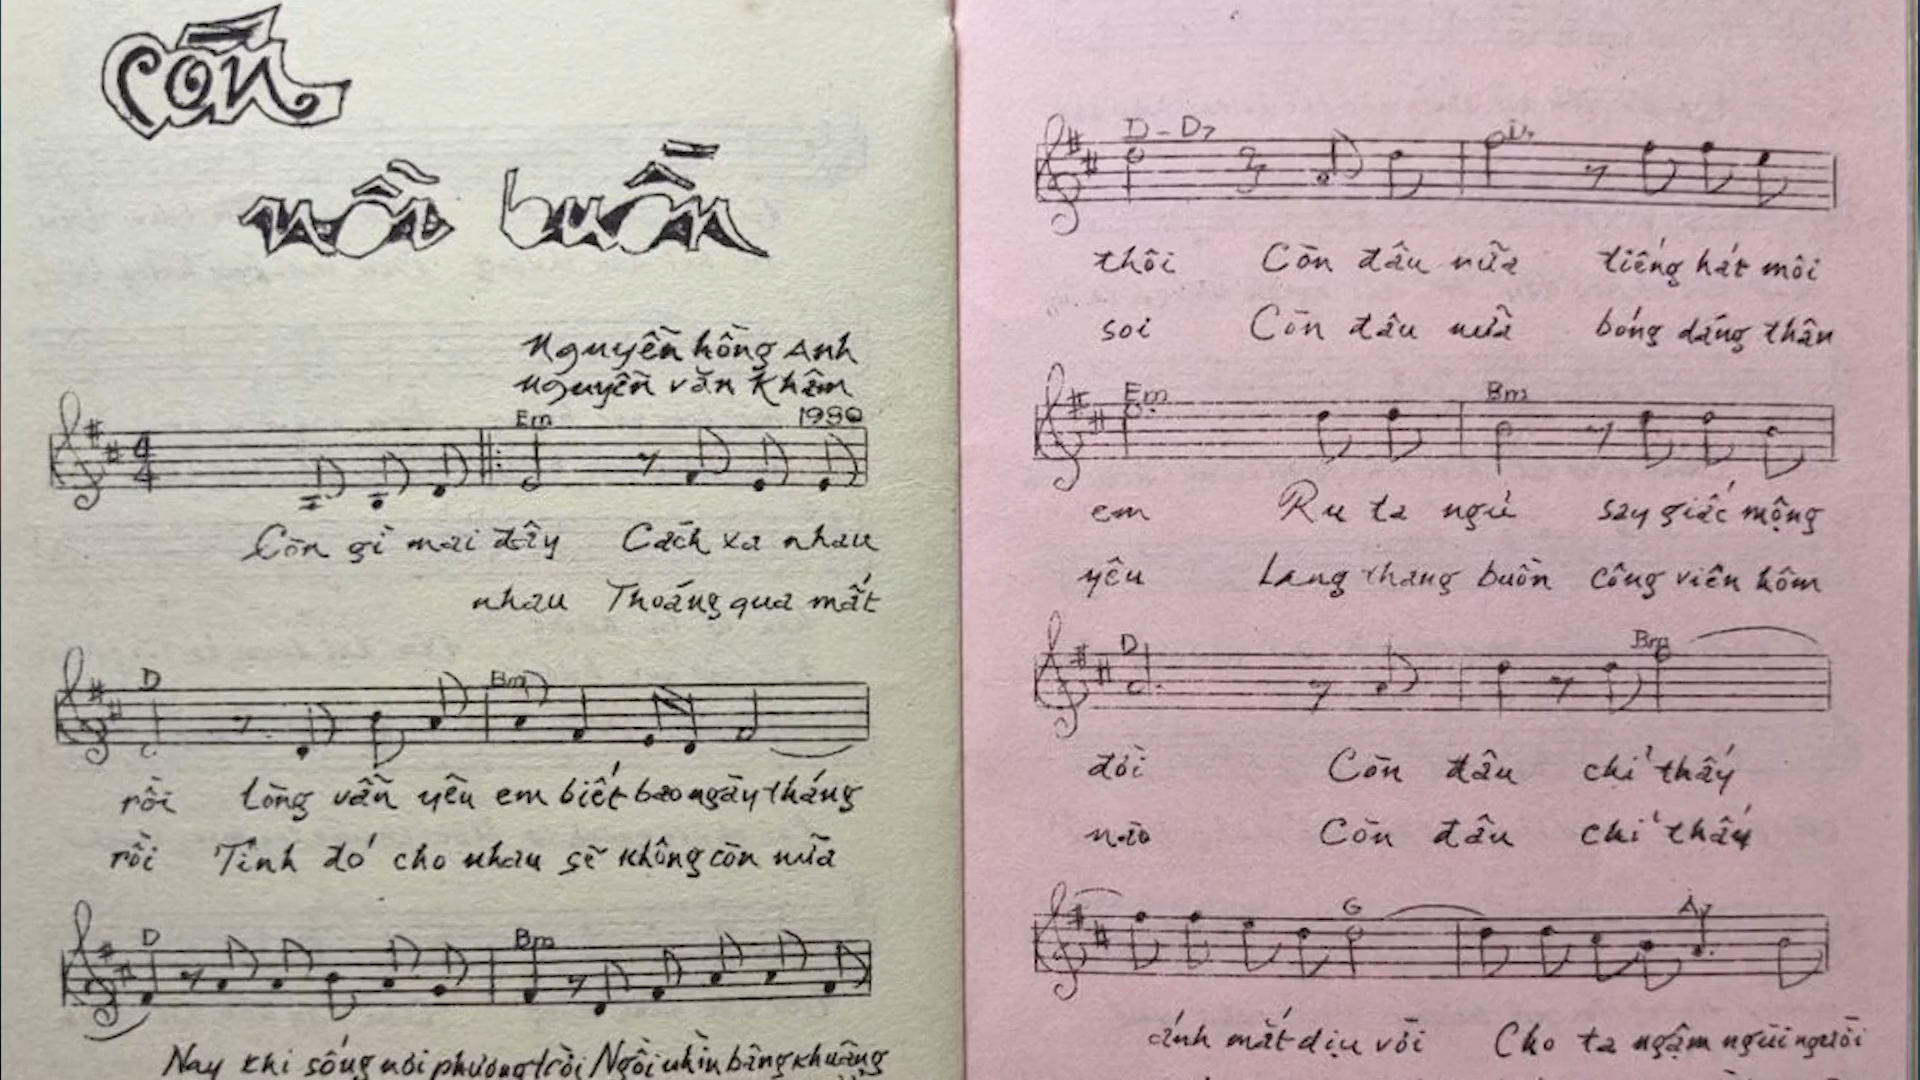 Còn
nỗi buồn
Nguyễn hồng Anh
Nguyễn văn Khâm
1980
Em
4
4
Còn gì mai đây Cách xa nhau
nhau Thoáng qua mất
D Bm
rồi lòng vẫn yêu em biết bao ngày tháng
rồi Tình đó cho nhau sẽ không còn nữa
D Bm
Nay khi sống nơi phương trời Ngồi nhìn bâng khuâng
D - D7
thôi Còn đâu nữa tiếng hát môi
soi Còn đâu nữa bóng dáng thân
Em Bm
em Ru ta ngủ say giấc mộng
yêu Lang thang buồn công viên hôm
D Bm
đời Còn đâu chỉ thấy
nào Còn đâu chỉ thấy
G A7
ánh mắt dịu vời Cho ta ngậm ngùi người